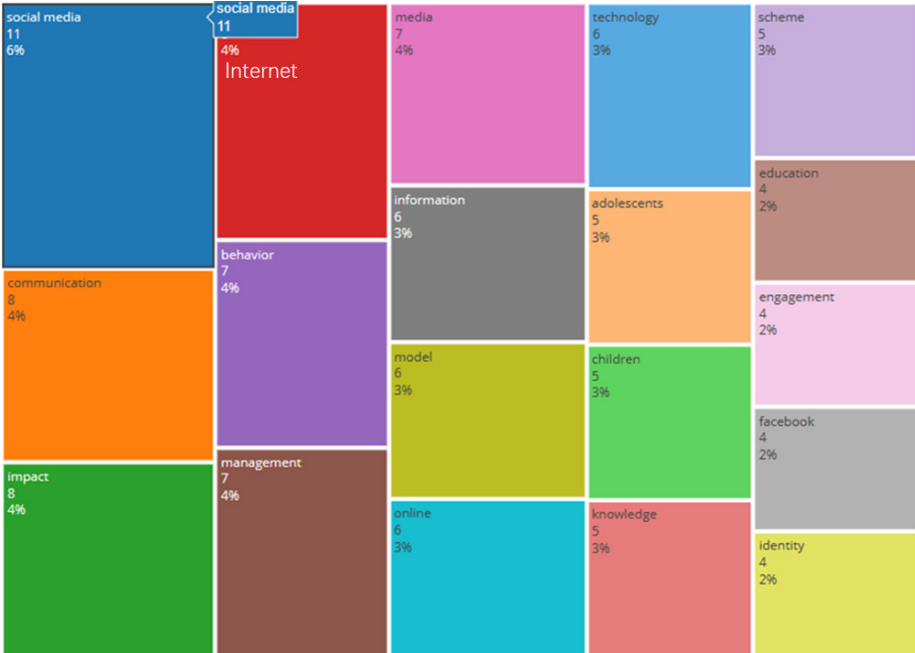 social media
11
6%
social media
11
4%
Internet
media
7
4%
technology
6
3%
scheme
5
3%
education
4
2%
information
6
3%
adolescents
5
3%
behavior
7
4%
communication
8
4%
engagement
4
2%
model
6
3%
children
5
3%
facebook
4
2%
management
7
4%
impact
8
4%
online
6
3%
knowledge
5
3%
identity
4
2%